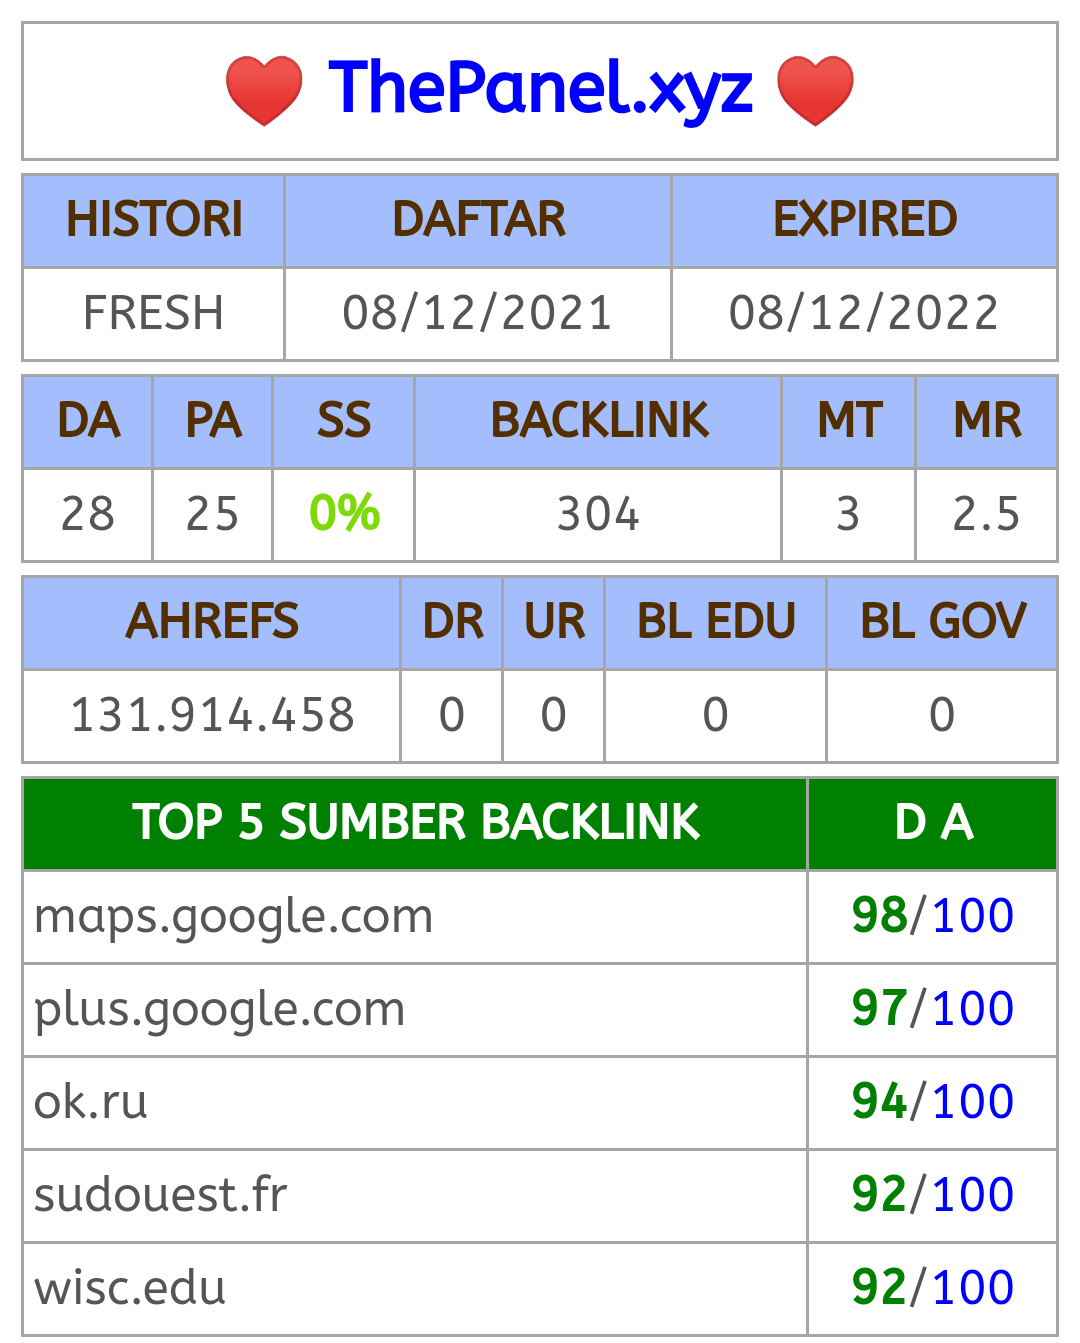 ❤️ ThePanel.xyz ❤️
HISTORI DAFTAR EXPIRED
FRESH 08/12/2021 08/12/2022
DA PA SS BACKLINK MT MR
28 25 0% 304 3 2.5
AHREFS DR UR BL EDU BL GOV
131.914.458 0 0 0 0
TOP 5 SUMBER BACKLINK D A
maps.google.com 98/100
plus.google.com 97/100
ok.ru 94/100
sudouest.fr 92/100
wisc.edu 92/100